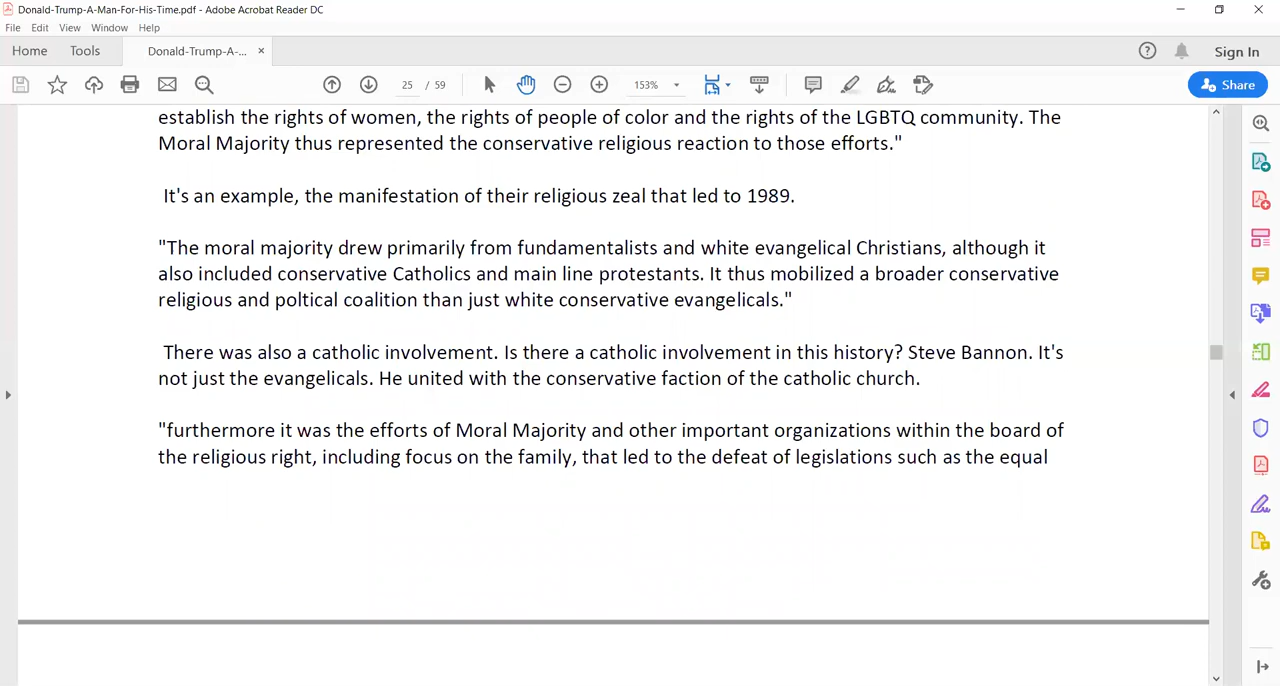 Donald-Trump-A-Man-For-His-Time.pdf - Adobe Acrobat Reader DC
File Edit View Window Help
Home Tools Donald-Trump-A-... × Sign In
25 / 59 153% Share
establish the rights of women, the rights of people of color and the rights of the LGBTQ community. The
Moral Majority thus represented the conservative religious reaction to those efforts."
It's an example, the manifestation of their religious zeal that led to 1989.
"The moral majority drew primarily from fundamentalists and white evangelical Christians, although it
also included conservative Catholics and main line protestants. It thus mobilized a broader conservative
religious and poltical coalition than just white conservative evangelicals."
There was also a catholic involvement. Is there a catholic involvement in this history? Steve Bannon. It's
not just the evangelicals. He united with the conservative faction of the catholic church.
"furthermore it was the efforts of Moral Majority and other important organizations within the board of
the religious right, including focus on the family, that led to the defeat of legislations such as the equal